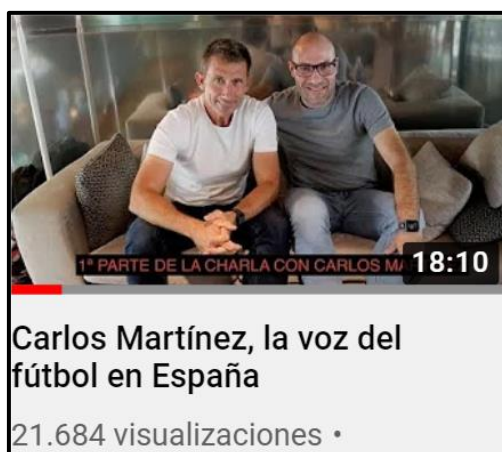 1ª PARTE DE LA CHARLA CON CARLOS MA
18:10
Carlos Martínez, la voz del
fútbol en España
21.684 visualizaciones •